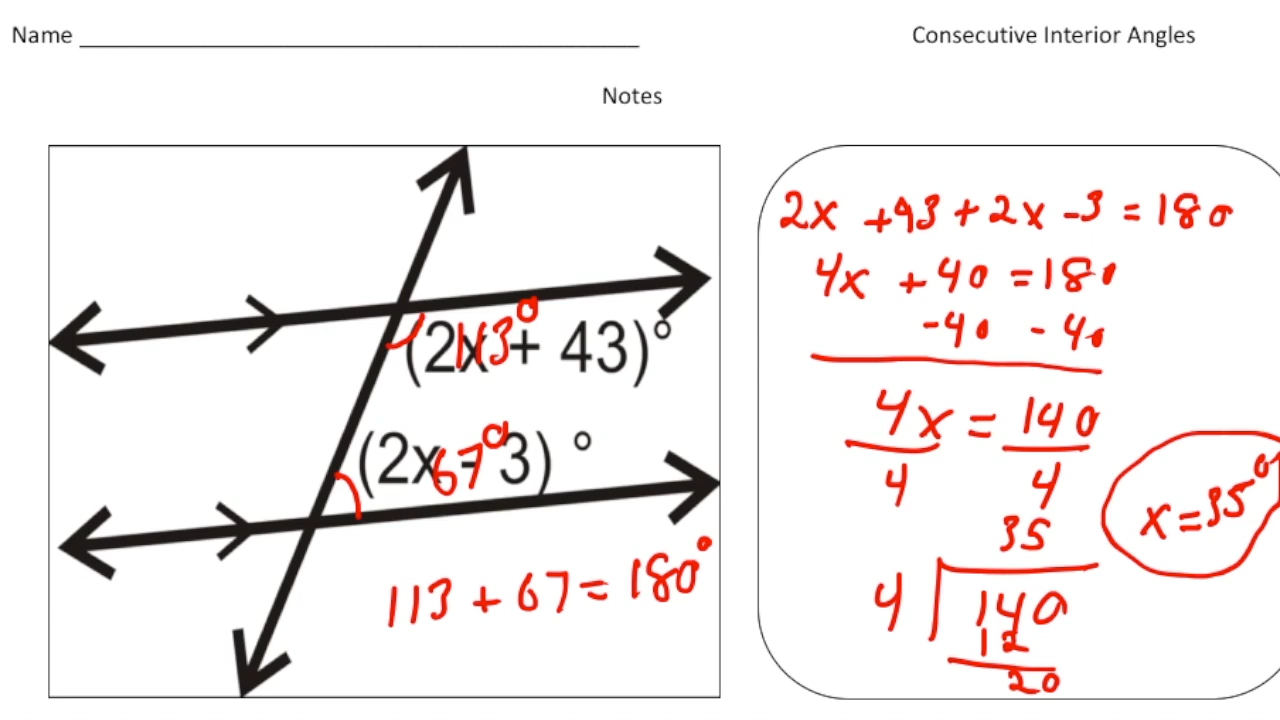 Name
Consecutive Interior Angles
Notes
(2x + 43)°
113°
(2x - 3) °
67°
113 + 67 = 180°
2x + 43 + 2x - 3 = 180
4x + 40 = 180
-40 - 40
4x = 140
4 4
35
4 140
12
20
x = 35°